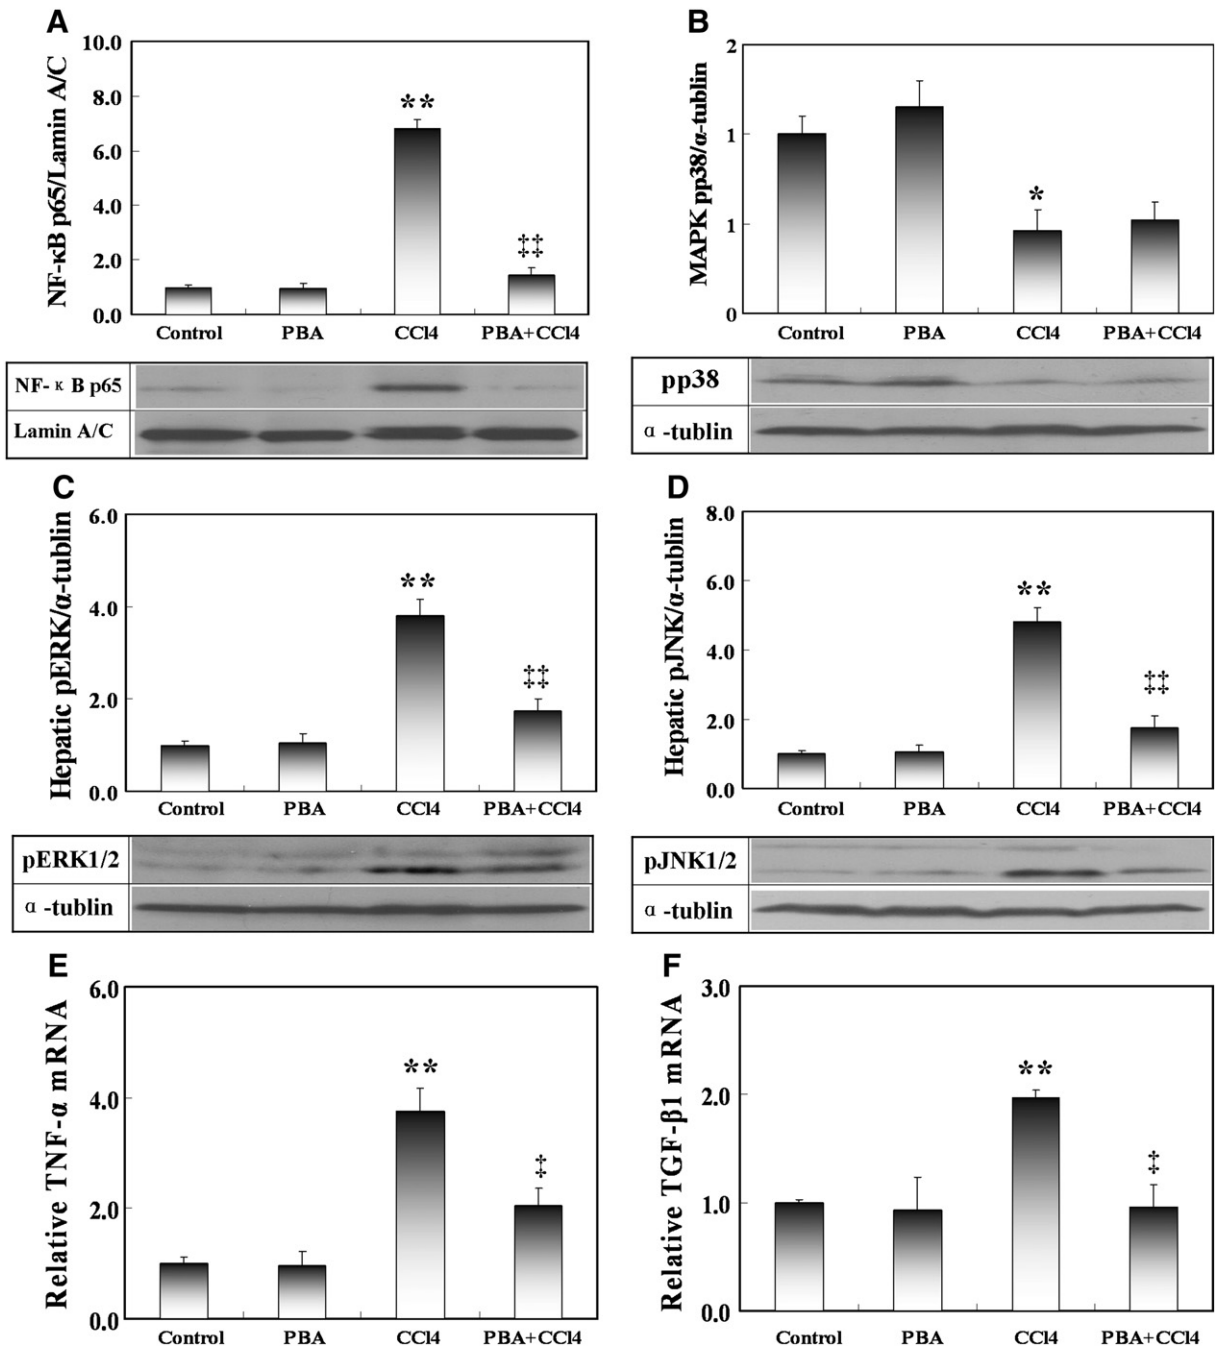 A
NF-κB p65/Lamin A/C
10.0
8.0
6.0
4.0
2.0
0.0
**
‡‡
Control PBA CCl4 PBA+CCl4
NF-κB p65
Lamin A/C
B
MAPK pp38/α-tublin
2
1
1
0
*
Control PBA CCl4 PBA+CCl4
pp38
α-tublin
C
Hepatic pERK/α-tublin
6.0
4.0
2.0
0.0
**
‡‡
Control PBA CCl4 PBA+CCl4
pERK1/2
α-tublin
D
Hepatic pJNK/α-tublin
8.0
6.0
4.0
2.0
0.0
**
‡‡
Control PBA CCl4 PBA+CCl4
pJNK1/2
α-tublin
E
Relative TNF-α mRNA
6.0
4.0
2.0
0.0
**
‡
Control PBA CCl4 PBA+CCl4
F
Relative TGF-β1 mRNA
3.0
2.0
1.0
0.0
**
‡
Control PBA CCl4 PBA+CCl4